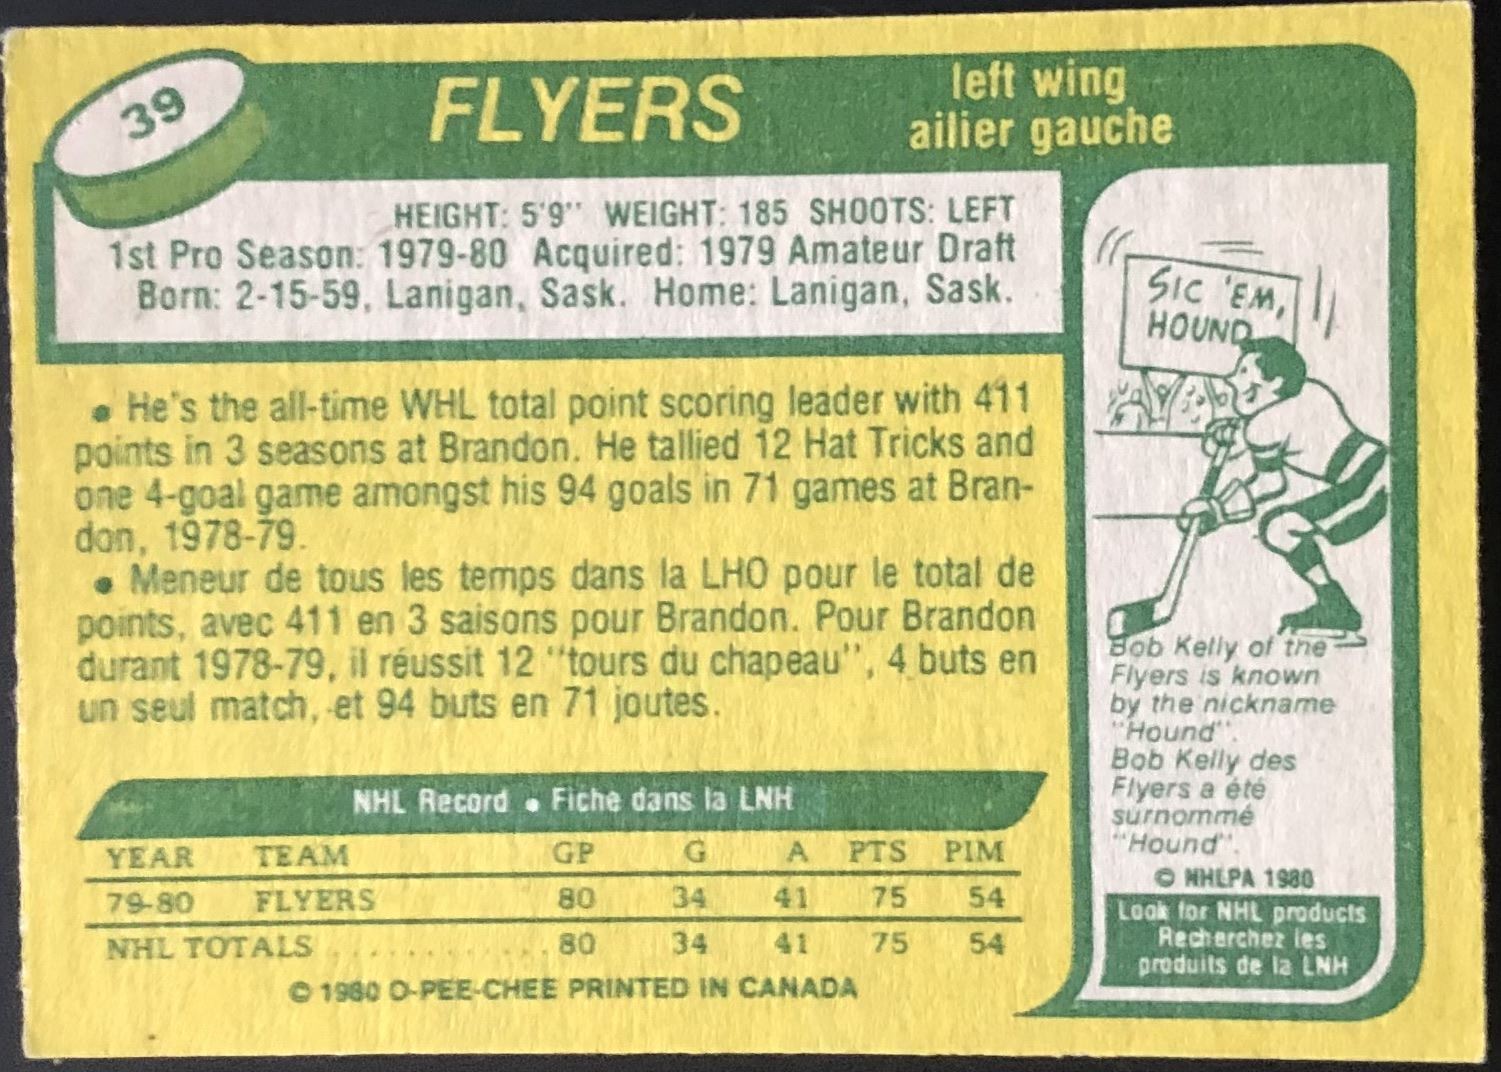 39
FLYERS
left wing
ailier gauche
HEIGHT: 5'9" WEIGHT: 185 SHOOTS: LEFT
1st Pro Season: 1979-80 Acquired: 1979 Amateur Draft
Born: 2-15-59, Lanigan, Sask. Home: Lanigan, Sask.
• He's the all-time WHL total point scoring leader with 411
points in 3 seasons at Brandon. He tallied 12 Hat Tricks and
one 4-goal game amongst his 94 goals in 71 games at Bran-
don, 1978-79.
• Meneur de tous les temps dans la LHO pour le total de
points, avec 411 en 3 saisons pour Brandon. Pour Brandon
durant 1978-79, il réussit 12 "tours du chapeau", 4 buts en
un seul match, et 94 buts en 71 joutes.
NHL Record • Fiche dans la LNH
YEAR TEAM GP G A PTS PIM
79-80 FLYERS 80 34 41 75 54
NHL TOTALS . . . . . . . . . . . . 80 34 41 75 54
© 1980 O-PEE-CHEE PRINTED IN CANADA
SIC 'EM,
HOUND
Bob Kelly of the
Flyers is known
by the nickname
"Hound".
Bob Kelly des
Flyers a été
surnommé
"Hound".
© NHLPA 1980
Look for NHL products
Recherchez les
produits de la LNH